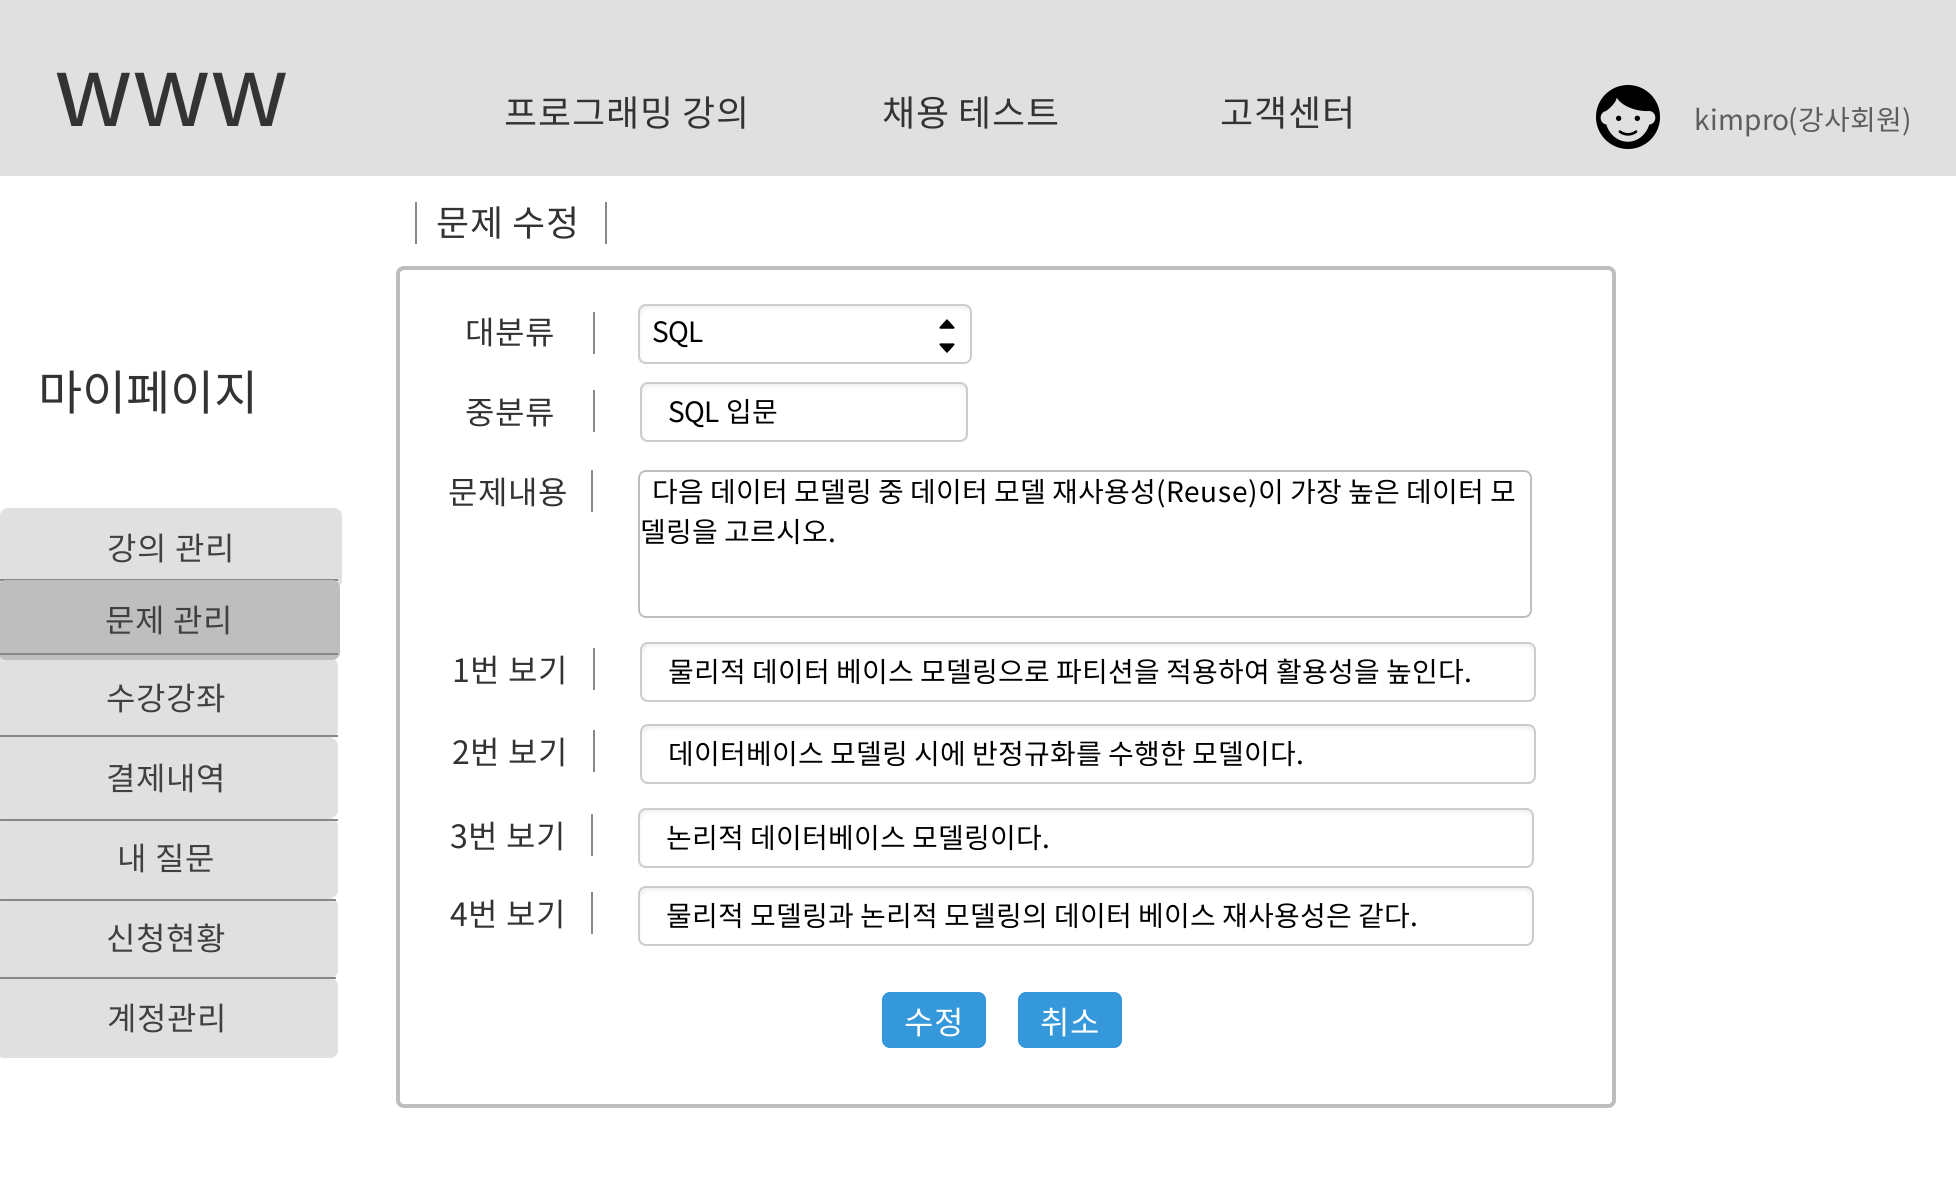 WWW
프로그래밍 강의
채용 테스트
고객센터
kimpro(강사회원)
문제 수정
마이페이지
강의 관리
문제 관리
수강강좌
결제내역
내 질문
신청현황
계정관리
대분류
SQL
중분류
SQL 입문
문제내용
다음 데이터 모델링 중 데이터 모델 재사용성(Reuse)이 가장 높은 데이터 모
델링을 고르시오.
1번 보기
물리적 데이터 베이스 모델링으로 파티션을 적용하여 활용성을 높인다.
2번 보기
데이터베이스 모델링 시에 반정규화를 수행한 모델이다.
3번 보기
논리적 데이터베이스 모델링이다.
4번 보기
물리적 모델링과 논리적 모델링의 데이터 베이스 재사용성은 같다.
수정
취소